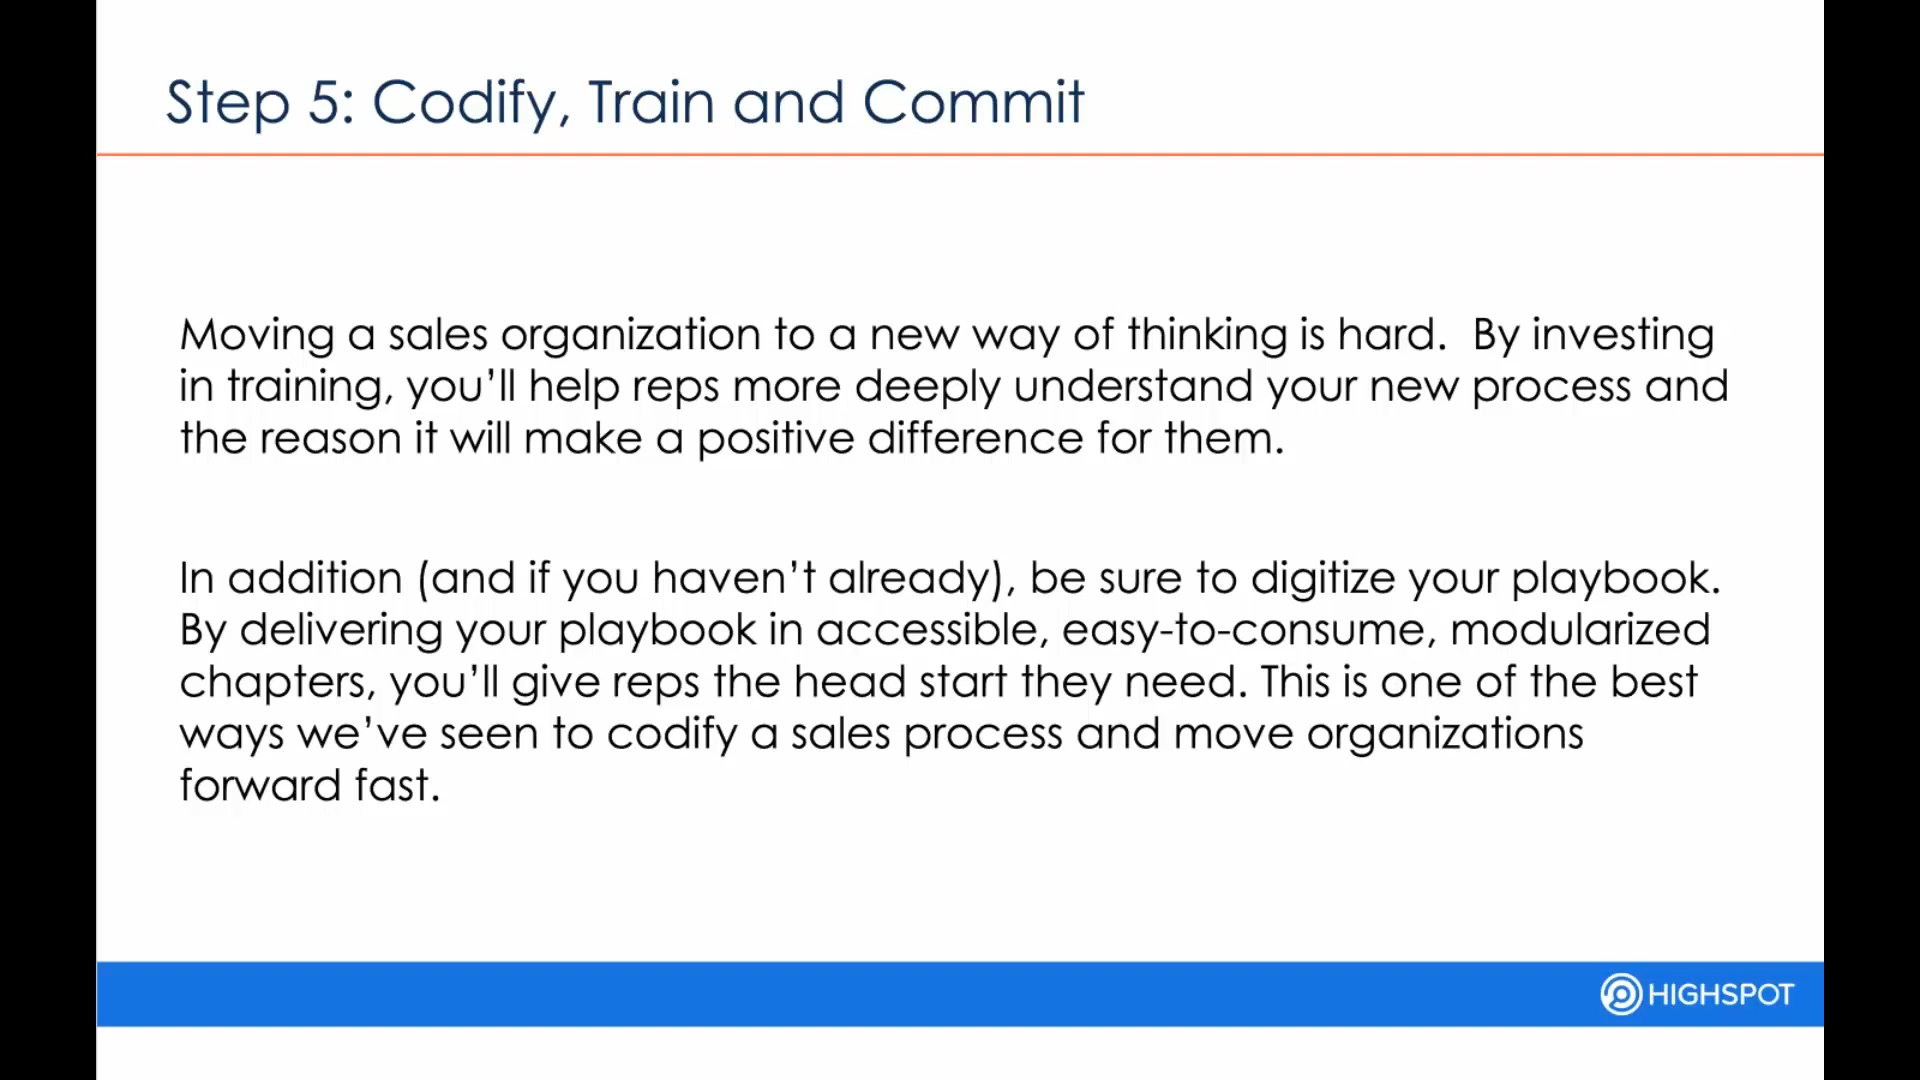 Step 5: Codify, Train and Commit
Moving a sales organization to a new way of thinking is hard.  By investing
in training, you’ll help reps more deeply understand your new process and
the reason it will make a positive difference for them.
In addition (and if you haven’t already), be sure to digitize your playbook.
By delivering your playbook in accessible, easy-to-consume, modularized
chapters, you’ll give reps the head start they need. This is one of the best
ways we’ve seen to codify a sales process and move organizations
forward fast.
HIGHSPOT